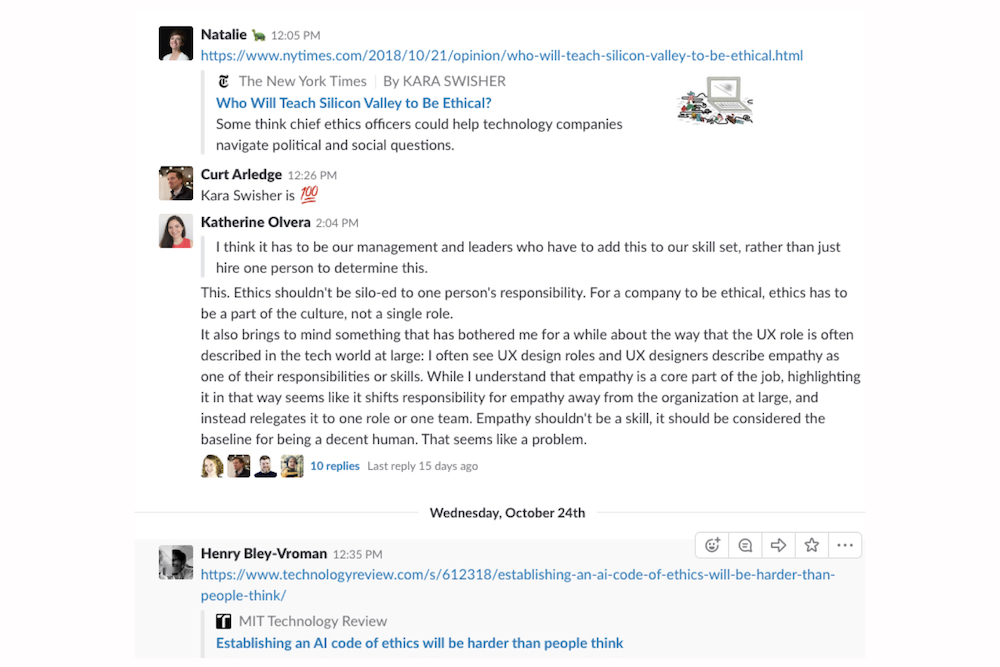 Natalie 12:05 PM
https://www.nytimes.com/2018/10/21/opinion/who-will-teach-silicon-valley-to-be-ethical.html
The New York Times | By KARA SWISHER
Who Will Teach Silicon Valley to Be Ethical?
Some think chief ethics officers could help technology companies
navigate political and social questions.
Curt Arledge 12:26 PM
Kara Swisher is 💯
Katherine Olvera 2:04 PM
I think it has to be our management and leaders who have to add this to our skill set, rather than just
hire one person to determine this.
This. Ethics shouldn't be silo-ed to one person's responsibility. For a company to be ethical, ethics has to
be a part of the culture, not a single role.
It also brings to mind something that has bothered me for a while about the way that the UX role is often
described in the tech world at large: I often see UX design roles and UX designers describe empathy as
one of their responsibilities or skills. While I understand that empathy is a core part of the job, highlighting
it in that way seems like it shifts responsibility for empathy away from the organization at large, and
instead relegates it to one role or one team. Empathy shouldn't be a skill, it should be considered the
baseline for being a decent human. That seems like a problem.
10 replies Last reply 15 days ago
Wednesday, October 24th
Henry Bley-Vroman 12:35 PM
https://www.technologyreview.com/s/612318/establishing-an-ai-code-of-ethics-will-be-harder-than-
people-think/
MIT Technology Review
Establishing an AI code of ethics will be harder than people think